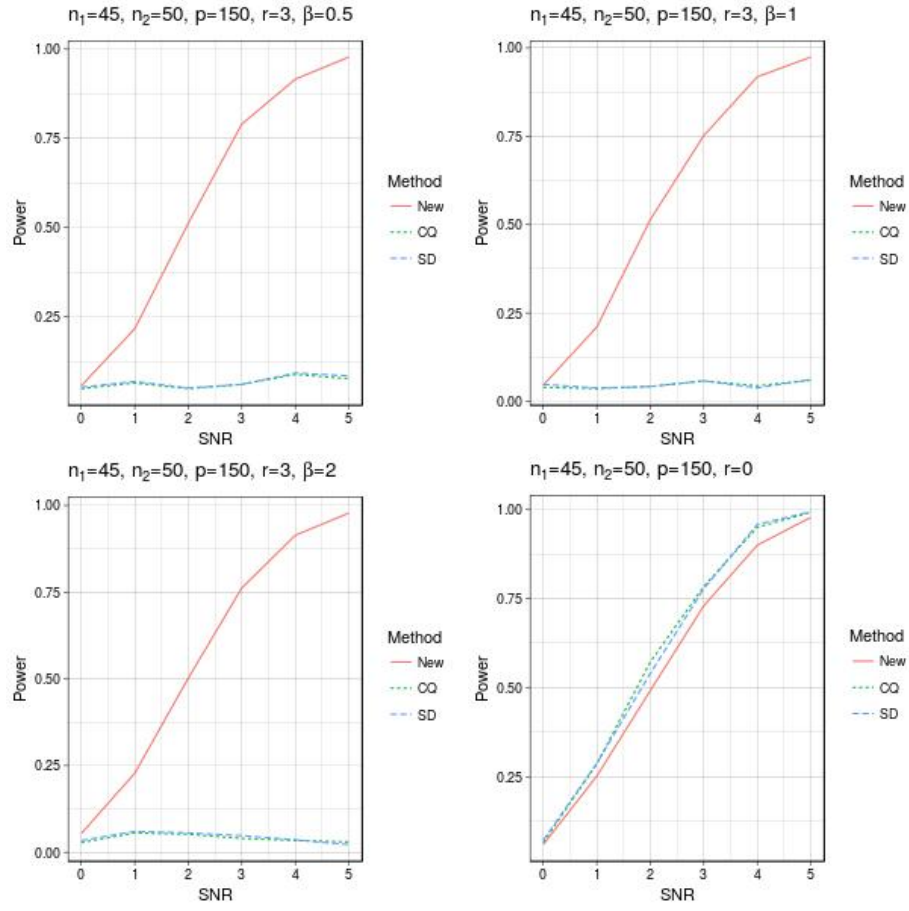 n₁=45, n₂=50, p=150, r=3, β=0.5
1.00
0.75
0.50
0.25
Power
0 1 2 3 4 5
SNR
Method
New
CQ
SD
n₁=45, n₂=50, p=150, r=3, β=1
1.00
0.75
0.50
0.25
0.00
Power
0 1 2 3 4 5
SNR
Method
New
CQ
SD
n₁=45, n₂=50, p=150, r=3, β=2
1.00
0.75
0.50
0.25
0.00
Power
0 1 2 3 4 5
SNR
Method
New
CQ
SD
n₁=45, n₂=50, p=150, r=0
1.00
0.75
0.50
0.25
Power
0 1 2 3 4 5
SNR
Method
New
CQ
SD